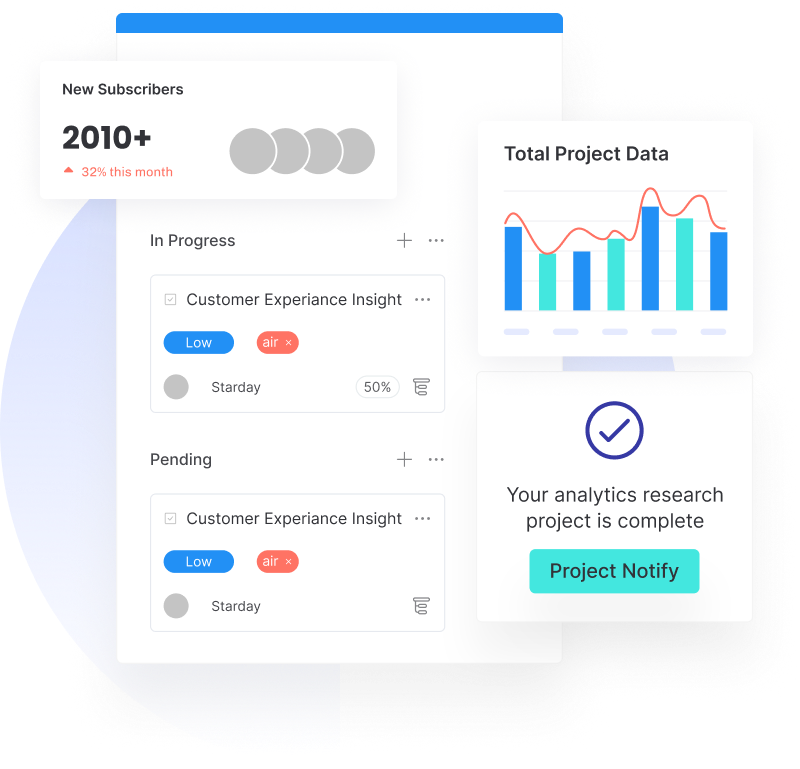 New Subscribers
2010+
32% this month
In Progress
Customer Experiance Insight
Low
air ×
Starday
50%
Pending
Customer Experiance Insight
Low
air ×
Starday
Total Project Data
Your analytics research
project is complete
Project Notify